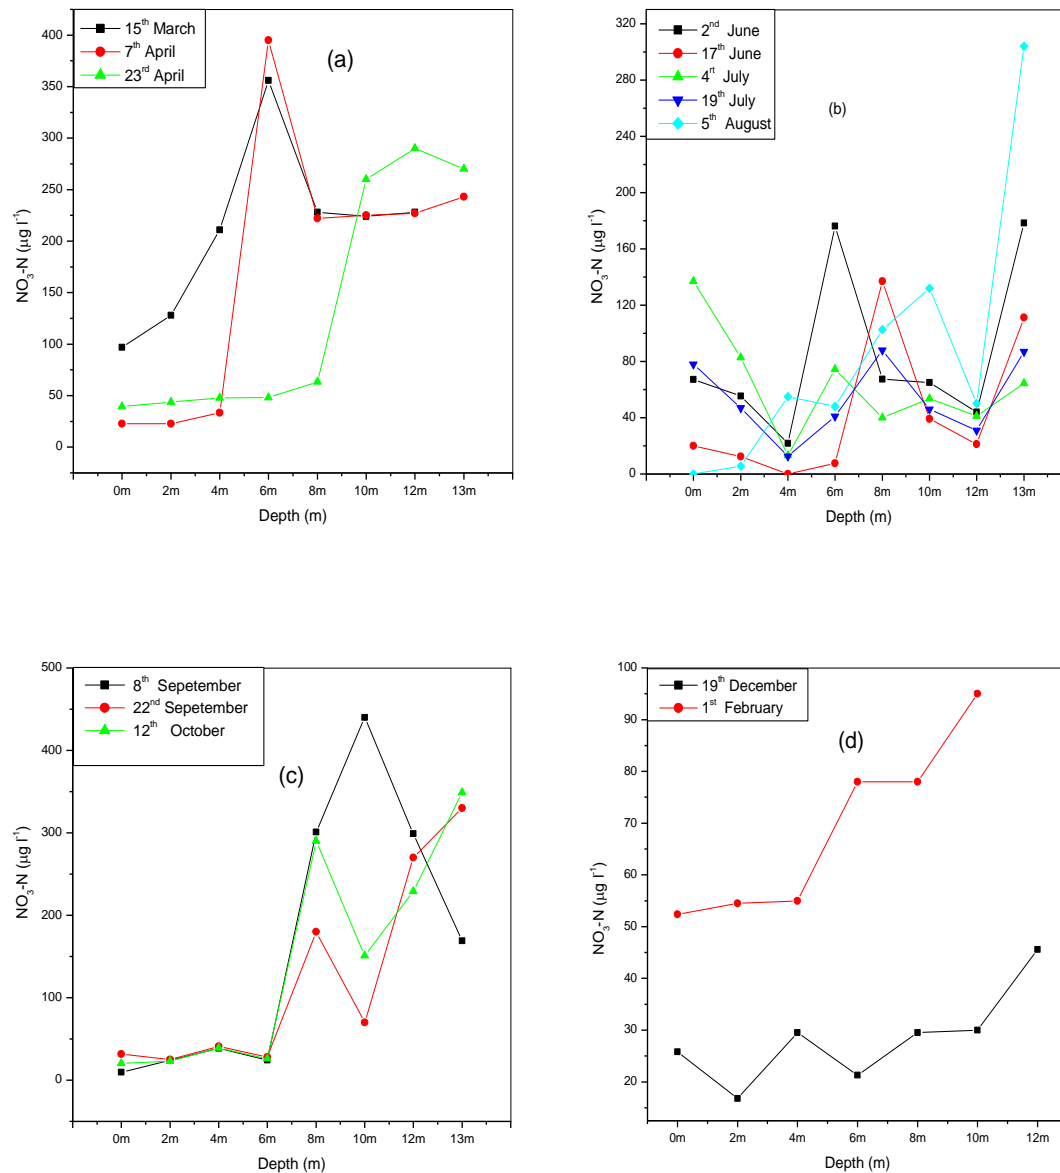 15th March
7th April
23rd April
(a)
400
350
300
250
200
150
100
50
0
NO3-N (µg l-1)
0m 2m 4m 6m 8m 10m 12m 13m
Depth (m)
2nd June
17th June
4rt July
19th July
5th August
(b)
320
280
240
200
160
120
80
40
0
NO3-N (µg l-1)
0m 2m 4m 6m 8m 10m 12m 13m
Depth (m)
8th Sepetember
22nd Sepetember
12th October
(c)
500
400
300
200
100
0
NO3-N (µg l-1)
0m 2m 4m 6m 8m 10m 12m 13m
Depth (m)
19th December
1st February
(d)
100
90
80
70
60
50
40
30
20
NO3-N (µg l-1)
0m 2m 4m 6m 8m 10m 12m
Depth (m)